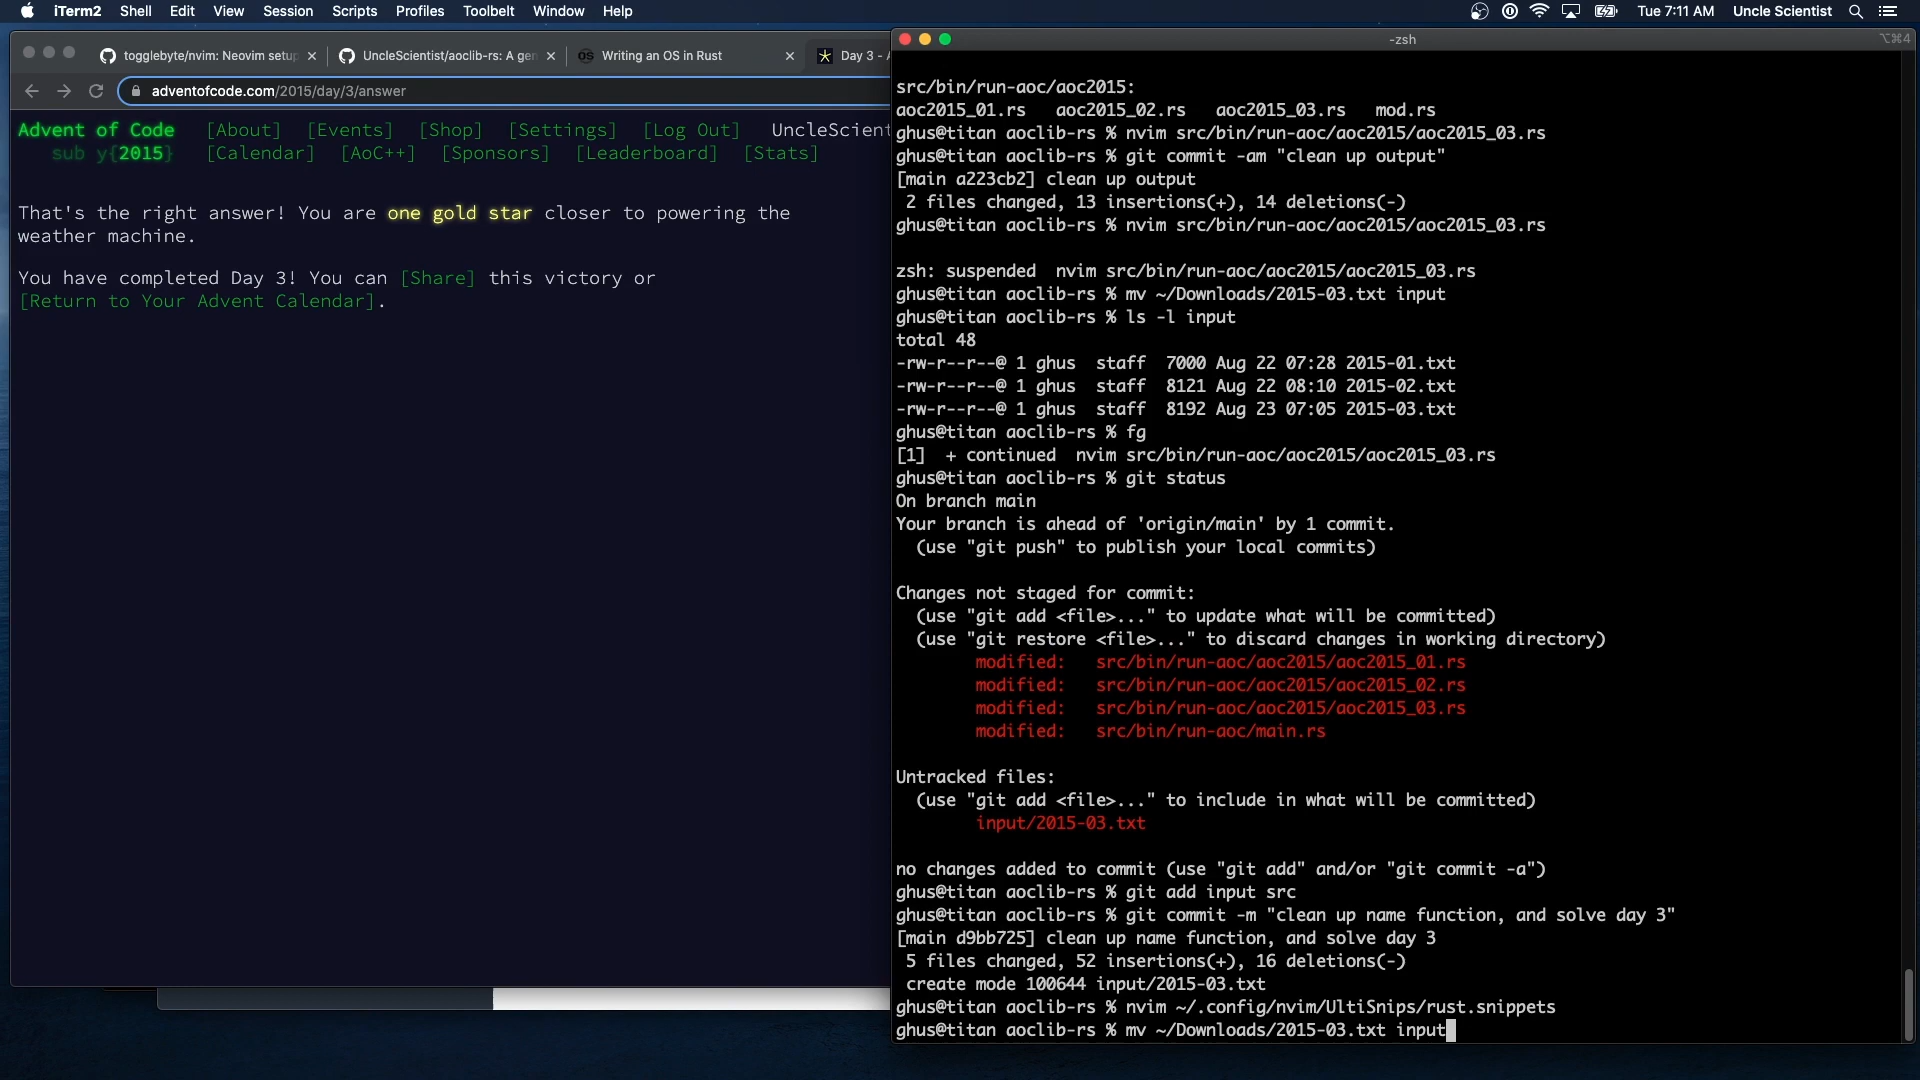 iTerm2 Shell Edit View Session Scripts Profiles Toolbelt Window Help
Tue 7:11 AM Uncle Scientist
togglebyte/nvim: Neovim setup
UncleScientist/aoclib-rs: A gen
Writing an OS in Rust
Day 3 - A
adventofcode.com/2015/day/3/answer
Advent of Code [About] [Events] [Shop] [Settings] [Log Out] UncleScient
sub y{2015} [Calendar] [AoC++] [Sponsors] [Leaderboard] [Stats]
That's the right answer! You are one gold star closer to powering the
weather machine.
You have completed Day 3! You can [Share] this victory or
[Return to Your Advent Calendar].
-zsh
⌥⌘4
src/bin/run-aoc/aoc2015:
aoc2015_01.rs aoc2015_02.rs aoc2015_03.rs mod.rs
ghus@titan aoclib-rs % nvim src/bin/run-aoc/aoc2015/aoc2015_03.rs
ghus@titan aoclib-rs % git commit -am "clean up output"
[main a223cb2] clean up output
2 files changed, 13 insertions(+), 14 deletions(-)
ghus@titan aoclib-rs % nvim src/bin/run-aoc/aoc2015/aoc2015_03.rs
zsh: suspended nvim src/bin/run-aoc/aoc2015/aoc2015_03.rs
ghus@titan aoclib-rs % mv ~/Downloads/2015-03.txt input
ghus@titan aoclib-rs % ls -l input
total 48
-rw-r--r--@ 1 ghus staff 7000 Aug 22 07:28 2015-01.txt
-rw-r--r--@ 1 ghus staff 8121 Aug 22 08:10 2015-02.txt
-rw-r--r--@ 1 ghus staff 8192 Aug 23 07:05 2015-03.txt
ghus@titan aoclib-rs % fg
[1] + continued nvim src/bin/run-aoc/aoc2015/aoc2015_03.rs
ghus@titan aoclib-rs % git status
On branch main
Your branch is ahead of 'origin/main' by 1 commit.
(use "git push" to publish your local commits)
Changes not staged for commit:
(use "git add <file>..." to update what will be committed)
(use "git restore <file>..." to discard changes in working directory)
modified: src/bin/run-aoc/aoc2015/aoc2015_01.rs
modified: src/bin/run-aoc/aoc2015/aoc2015_02.rs
modified: src/bin/run-aoc/aoc2015/aoc2015_03.rs
modified: src/bin/run-aoc/main.rs
Untracked files:
(use "git add <file>..." to include in what will be committed)
input/2015-03.txt
no changes added to commit (use "git add" and/or "git commit -a")
ghus@titan aoclib-rs % git add input src
ghus@titan aoclib-rs % git commit -m "clean up name function, and solve day 3"
[main d9bb725] clean up name function, and solve day 3
5 files changed, 52 insertions(+), 16 deletions(-)
create mode 100644 input/2015-03.txt
ghus@titan aoclib-rs % nvim ~/.config/nvim/UltiSnips/rust.snippets
ghus@titan aoclib-rs % mv ~/Downloads/2015-03.txt input